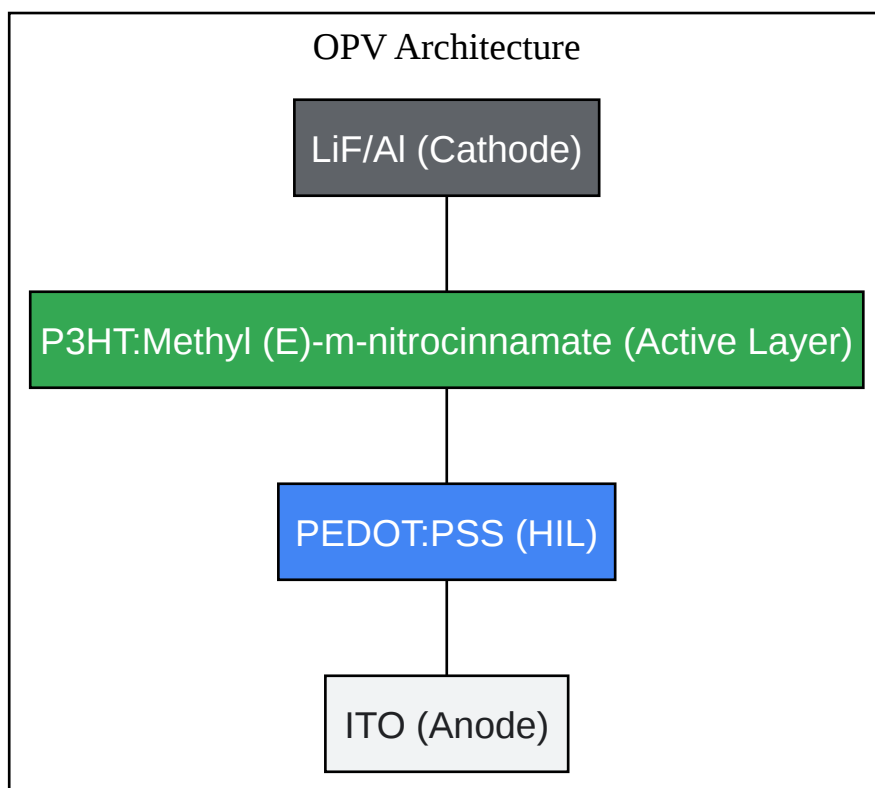 OPV Architecture
LiF/Al (Cathode)
P3HT:Methyl (E)-m-nitrocinnamate (Active Layer)
PEDOT:PSS (HIL)
ITO (Anode)